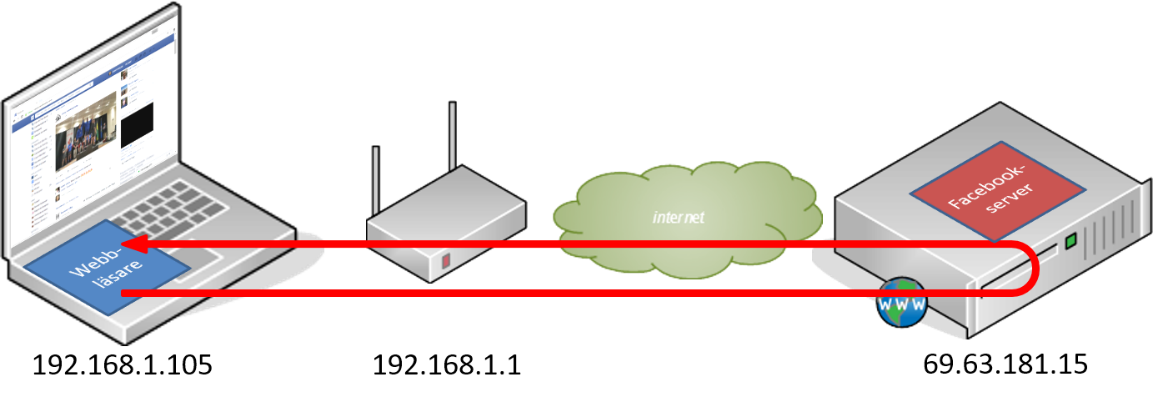 internet
Facebook-
server
Webb-
läsare
WWW
192.168.1.105
192.168.1.1
69.63.181.15